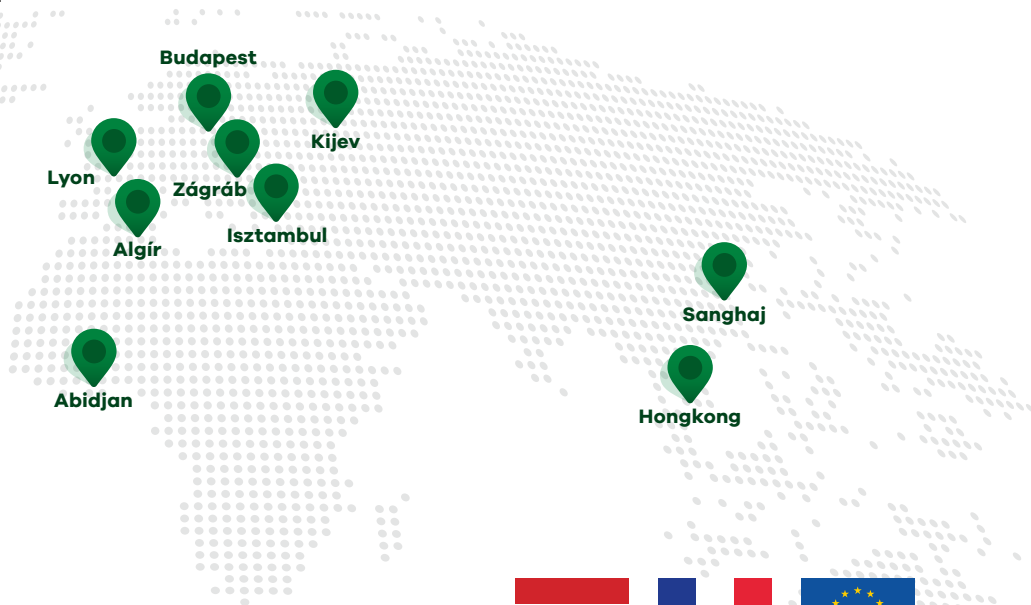 Budapest
Kijev
Lyon
Zágráb
Isztambul
Algír
Sanghaj
Abidjan
Hongkong